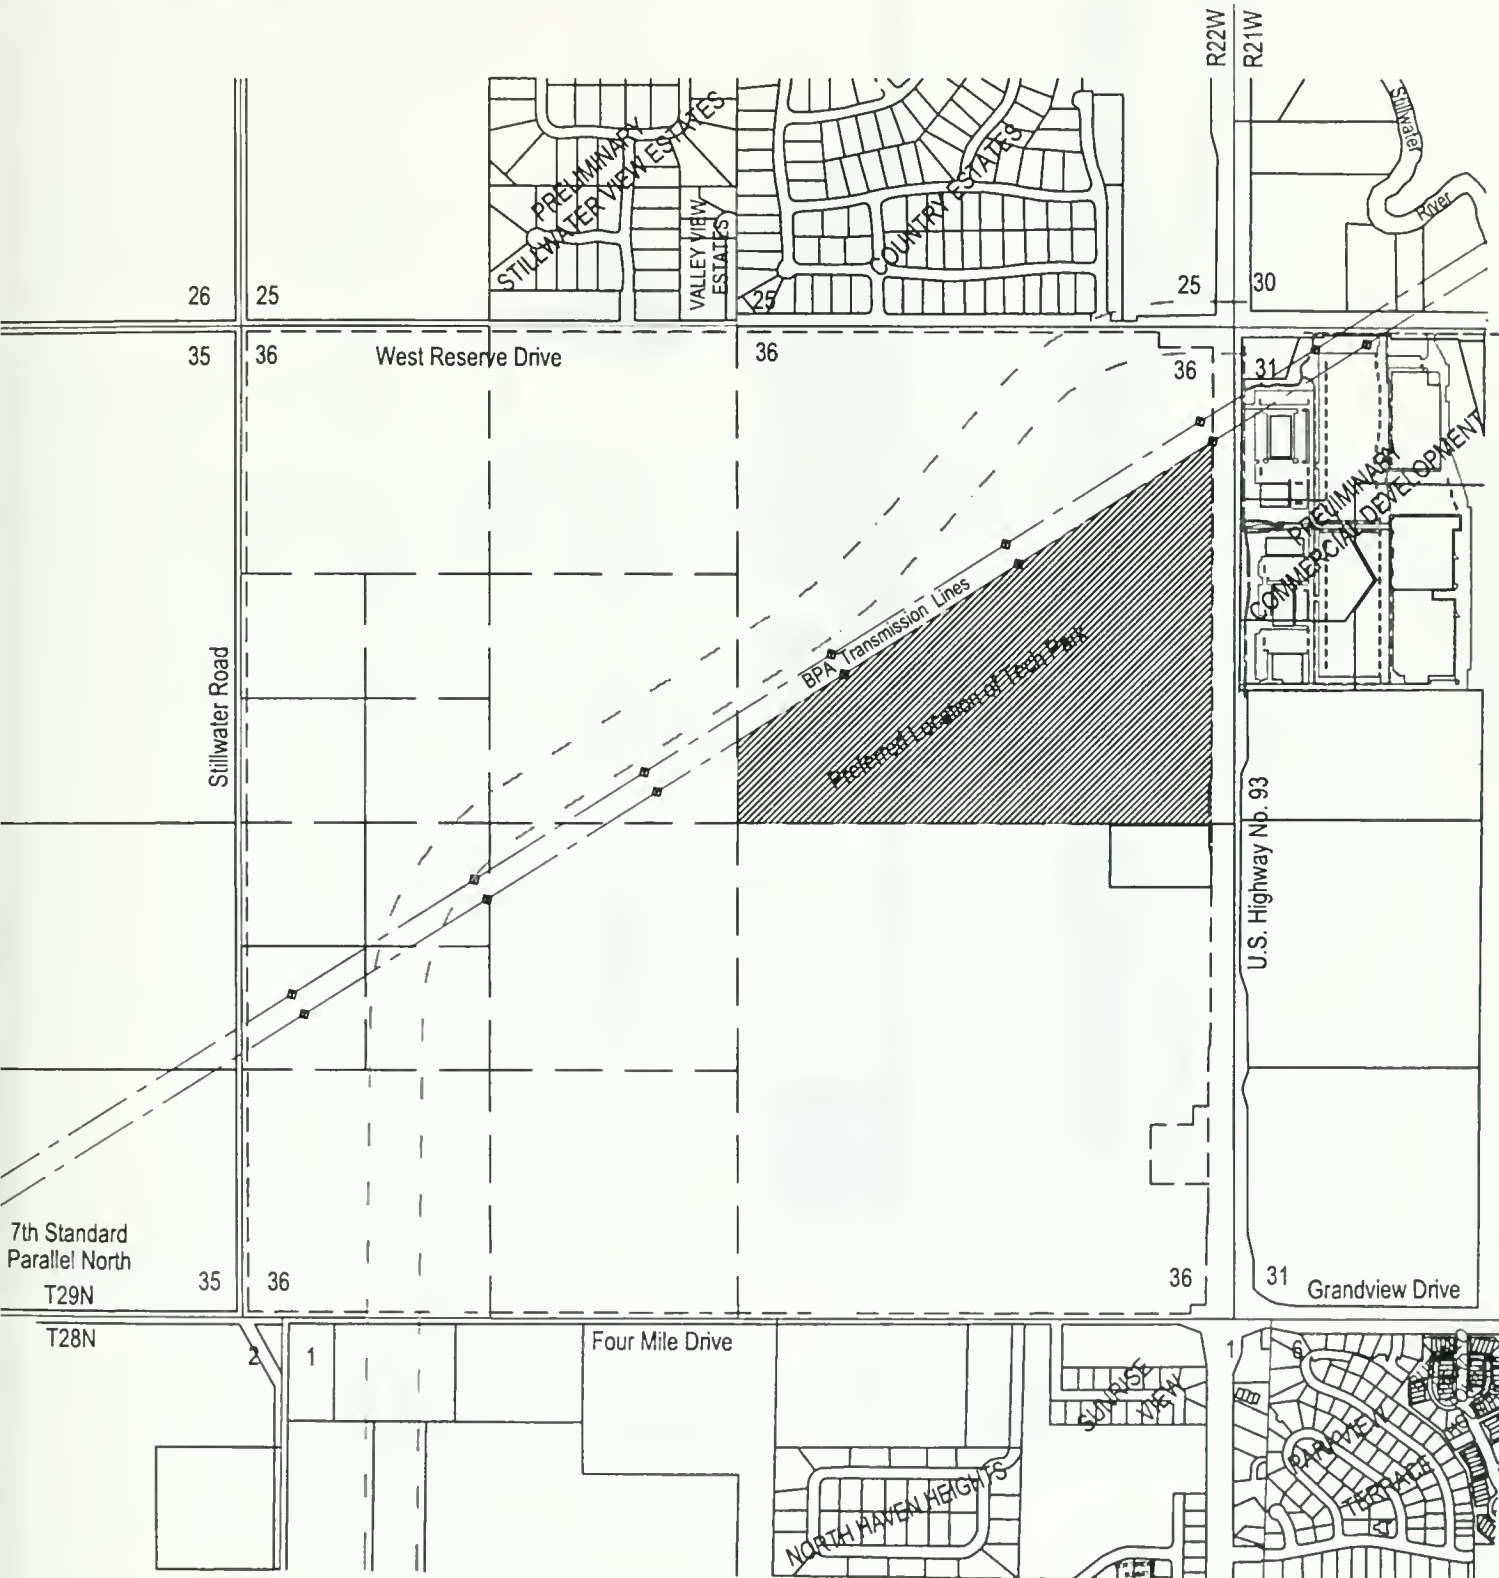 R22W
R21W
PRELIMINARY
STILLWATER VIEW ESTATES
VALLEY VIEW
ESTATES
COUNTRY ESTATES
Stillwater
River
26
25
25
25
30
35
36
West Reserve Drive
36
36
31
PRELIMINARY
COMMERCIAL DEVELOPMENT
BPA Transmission Lines
Preferred Location of Tech Park
Stillwater Road
U.S. Highway No. 93
7th Standard
Parallel North
T29N
35
36
36
31
Grandview Drive
T28N
2
1
Four Mile Drive
1
6
SUNRISE
VIEW
PARKVIEW
TERRACE
NORTH HAVEN HEIGHTS